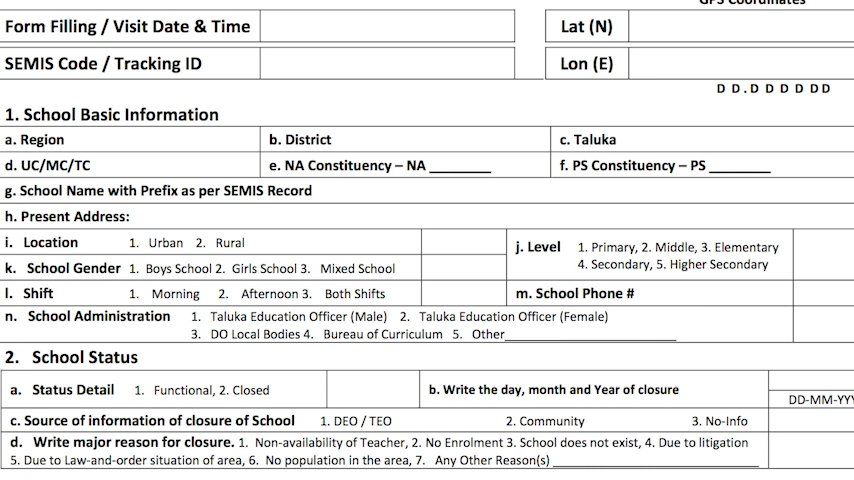 GPS Coordinates
Form Filling / Visit Date & Time
Lat (N)
SEMIS Code / Tracking ID
Lon (E)
D D . D D D D D
1. School Basic Information
a. Region b. District c. Taluka
d. UC/MC/TC e. NA Constituency – NA ________ f. PS Constituency – PS ________
g. School Name with Prefix as per SEMIS Record
h. Present Address:
i. Location 1. Urban 2. Rural
j. Level 1. Primary, 2. Middle, 3. Elementary
4. Secondary, 5. Higher Secondary
k. School Gender 1. Boys School 2. Girls School 3. Mixed School
l. Shift 1. Morning 2. Afternoon 3. Both Shifts
m. School Phone #
n. School Administration 1. Taluka Education Officer (Male) 2. Taluka Education Officer (Female)
3. DO Local Bodies 4. Bureau of Curriculum 5. Other________________
2. School Status
a. Status Detail 1. Functional, 2. Closed
b. Write the day, month and Year of closure
DD-MM-YY
c. Source of information of closure of School 1. DEO / TEO 2. Community 3. No-Info
d. Write major reason for closure. 1. Non-availability of Teacher, 2. No Enrolment 3. School does not exist, 4. Due to litigation
5. Due to Law-and-order situation of area, 6. No population in the area, 7. Any Other Reason(s) ________________